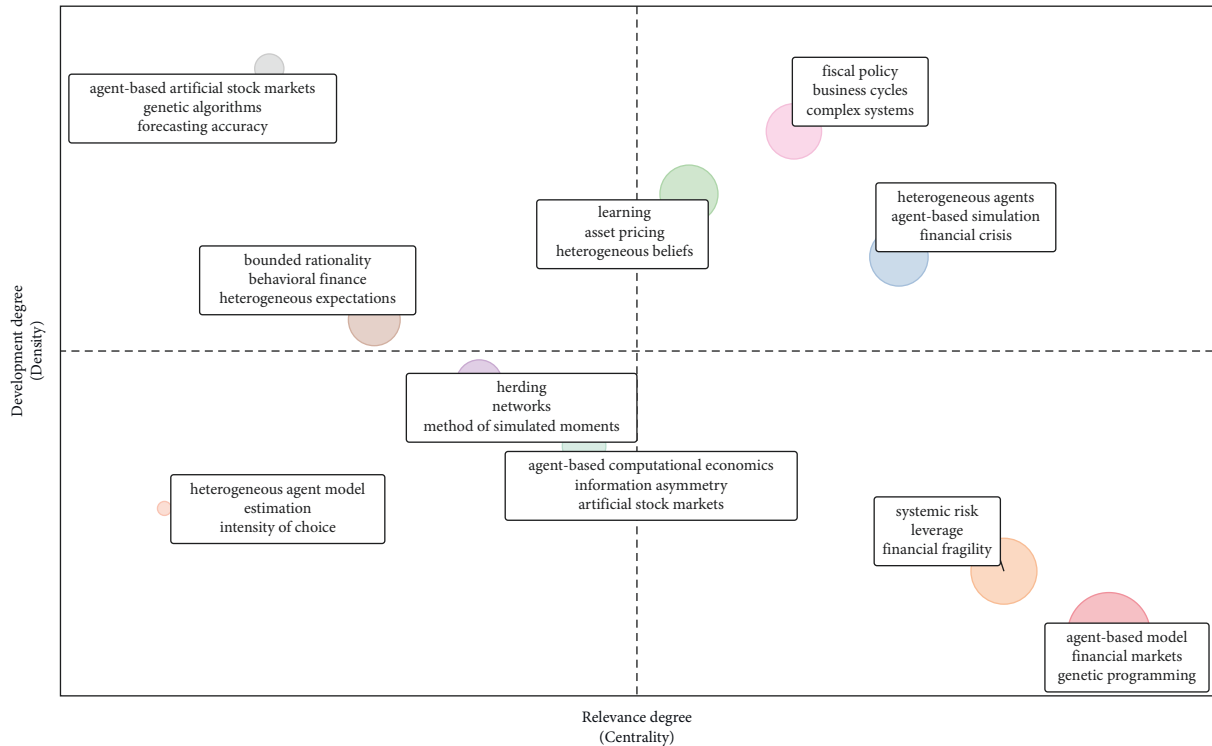 agent-based artificial stock markets
genetic algorithms
forecasting accuracy
fiscal policy
business cycles
complex systems
learning
asset pricing
heterogeneous beliefs
heterogeneous agents
agent-based simulation
financial crisis
bounded rationality
behavioral finance
heterogeneous expectations
herding
networks
method of simulated moments
agent-based computational economics
information asymmetry
artificial stock markets
heterogeneous agent model
estimation
intensity of choice
systemic risk
leverage
financial fragility
agent-based model
financial markets
genetic programming
Development degree
(Density)
Relevance degree
(Centrality)